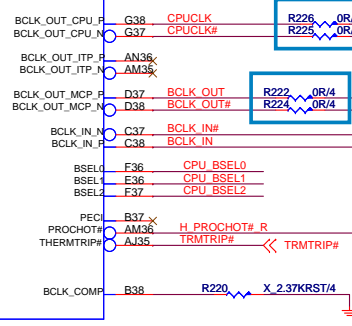 BCLK_OUT_CPU_P G38 CPUCLK R226 0R/
BCLK_OUT_CPU_N G37 CPUCLK# R225 0R/
BCLK_OUT_ITP_P AN36
BCLK_OUT_ITP_N AM35
BCLK_OUT_MCP_P D37 BCLK_OUT R222 0R/4
BCLK_OUT_MCP_N D38 BCLK_OUT# R224 0R/4
BCLK_IN_N C37 BCLK_IN#
BCLK_IN_P C38 BCLK_IN
BSEL0 F36 CPU_BSEL0
BSEL1 E36 CPU_BSEL1
BSEL2 F37 CPU_BSEL2
PECI B37
PROCHOT# AM36 H_PROCHOT#_R
THERMTRIP# AJ35 TRMTRIP# TRMTRIP#
BCLK_COMP B38 R220 X_2.37KRST/4